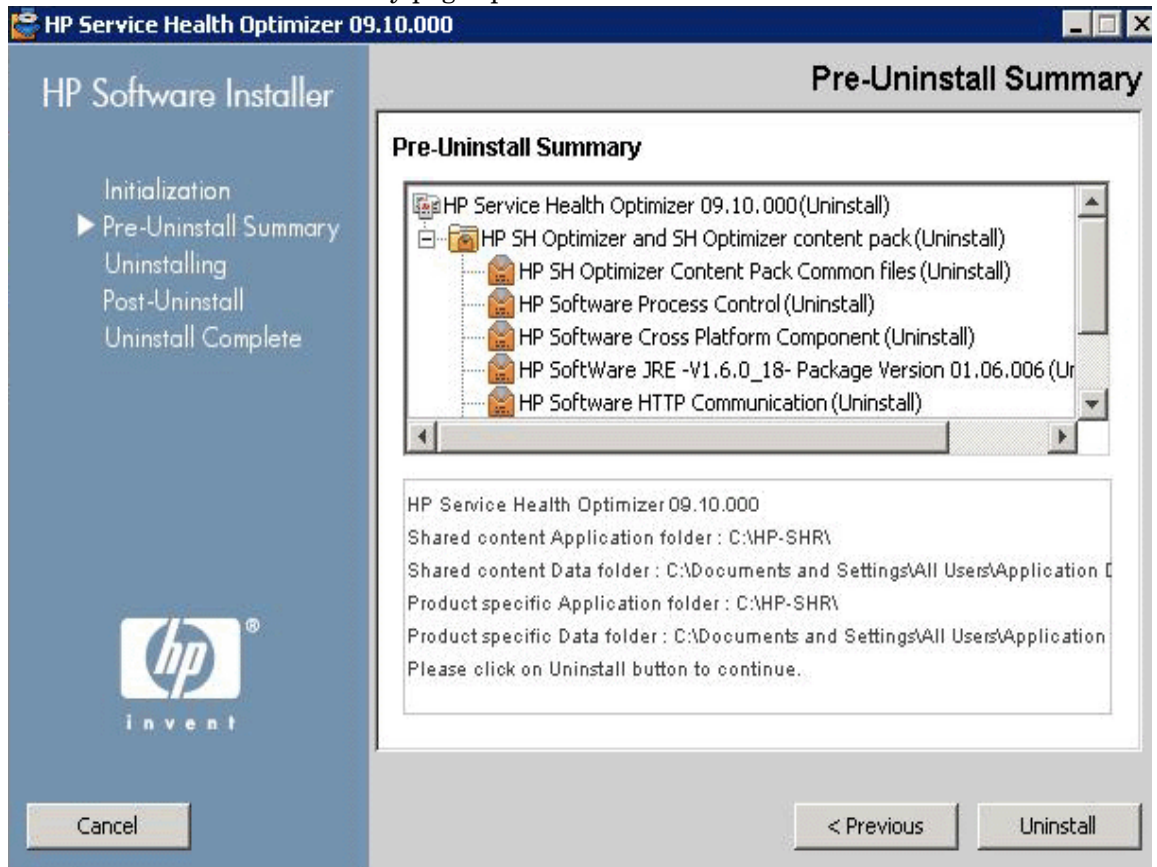 HP Service Health Optimizer 09.10.000
HP Software Installer
Initialization
Pre-Uninstall Summary
Uninstalling
Post-Uninstall
Uninstall Complete
hp
®
invent
Cancel
Pre-Uninstall Summary
Pre-Uninstall Summary
HP Service Health Optimizer 09.10.000(Uninstall)
HP SH Optimizer and SH Optimizer content pack(Uninstall)
HP SH Optimizer Content Pack Common files(Uninstall)
HP Software Process Control(Uninstall)
HP Software Cross Platform Component(Uninstall)
HP SoftWare JRE -V1.6.0_18- Package Version 01.06.006(Un
HP Software HTTP Communication(Uninstall)
HP Service Health Optimizer 09.10.000
Shared content Application folder : C:\HP-SHR\
Shared content Data folder : C:\Documents and Settings\All Users\Application D
Product specific Application folder : C:\HP-SHR\
Product specific Data folder : C:\Documents and Settings\All Users\Application
Please click on Uninstall button to continue.
< Previous
Uninstall